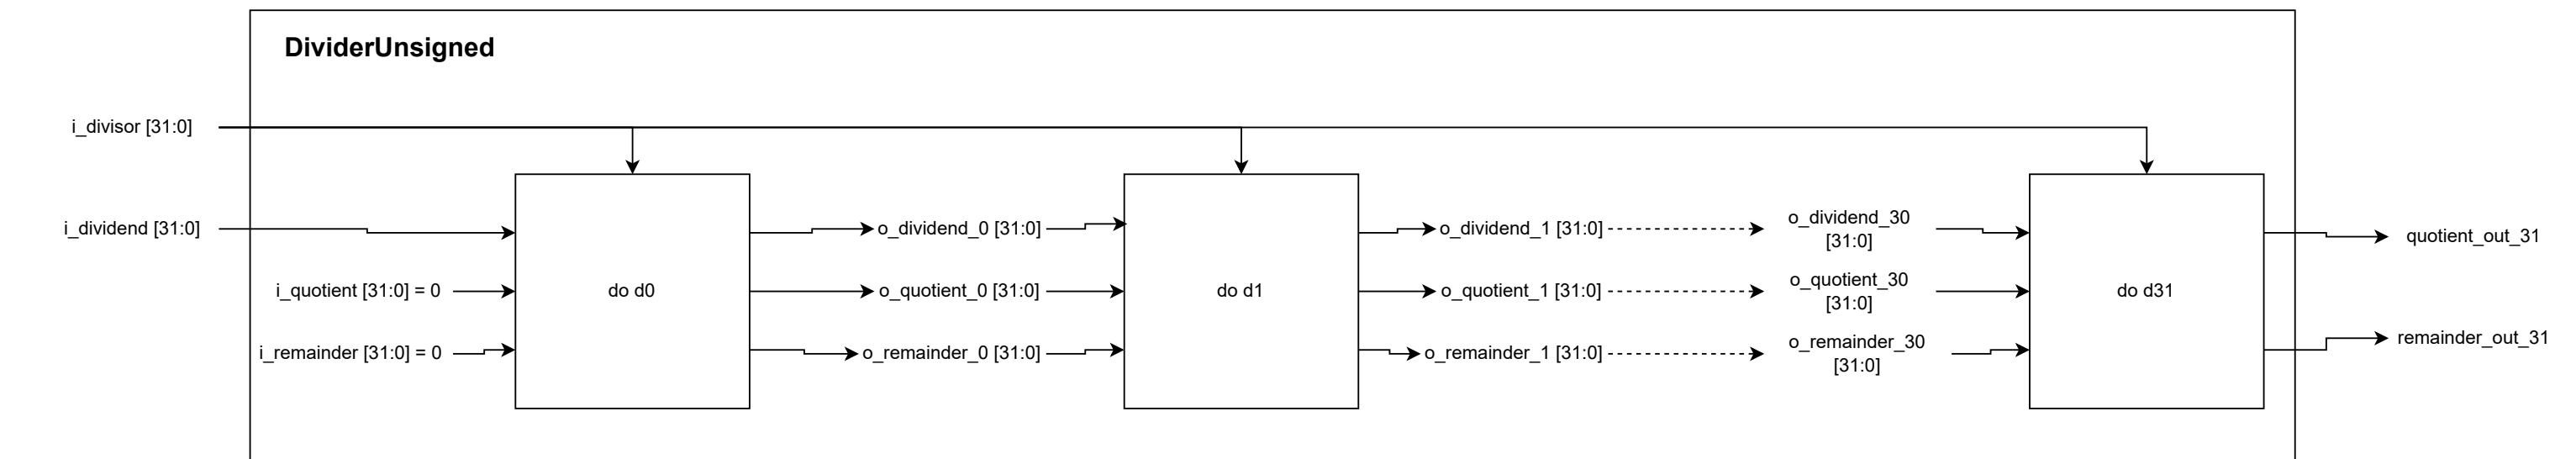 DividerUnsigned
i_divisor [31:0]
i_dividend [31:0]
i_quotient [31:0] = 0
i_remainder [31:0] = 0
do d0
o_dividend_0 [31:0]
o_quotient_0 [31:0]
o_remainder_0 [31:0]
do d1
o_dividend_1 [31:0]
o_quotient_1 [31:0]
o_remainder_1 [31:0]
o_dividend_30
[31:0]
o_quotient_30
[31:0]
o_remainder_30
[31:0]
do d31
quotient_out_31
remainder_out_31